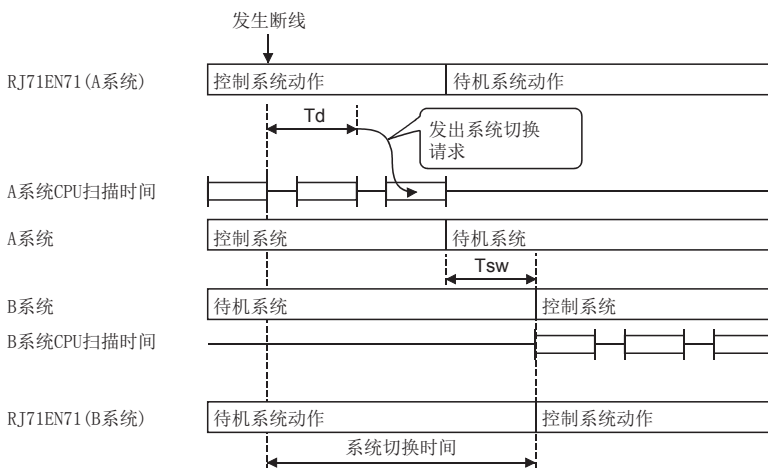 发生断线
RJ71EN71(A系统)
控制系统动作
待机系统动作
Td
发出系统切换
请求
A系统CPU扫描时间
A系统
控制系统
待机系统
Tsw
B系统
待机系统
控制系统
B系统CPU扫描时间
RJ71EN71(B系统)
待机系统动作
控制系统动作
系统切换时间